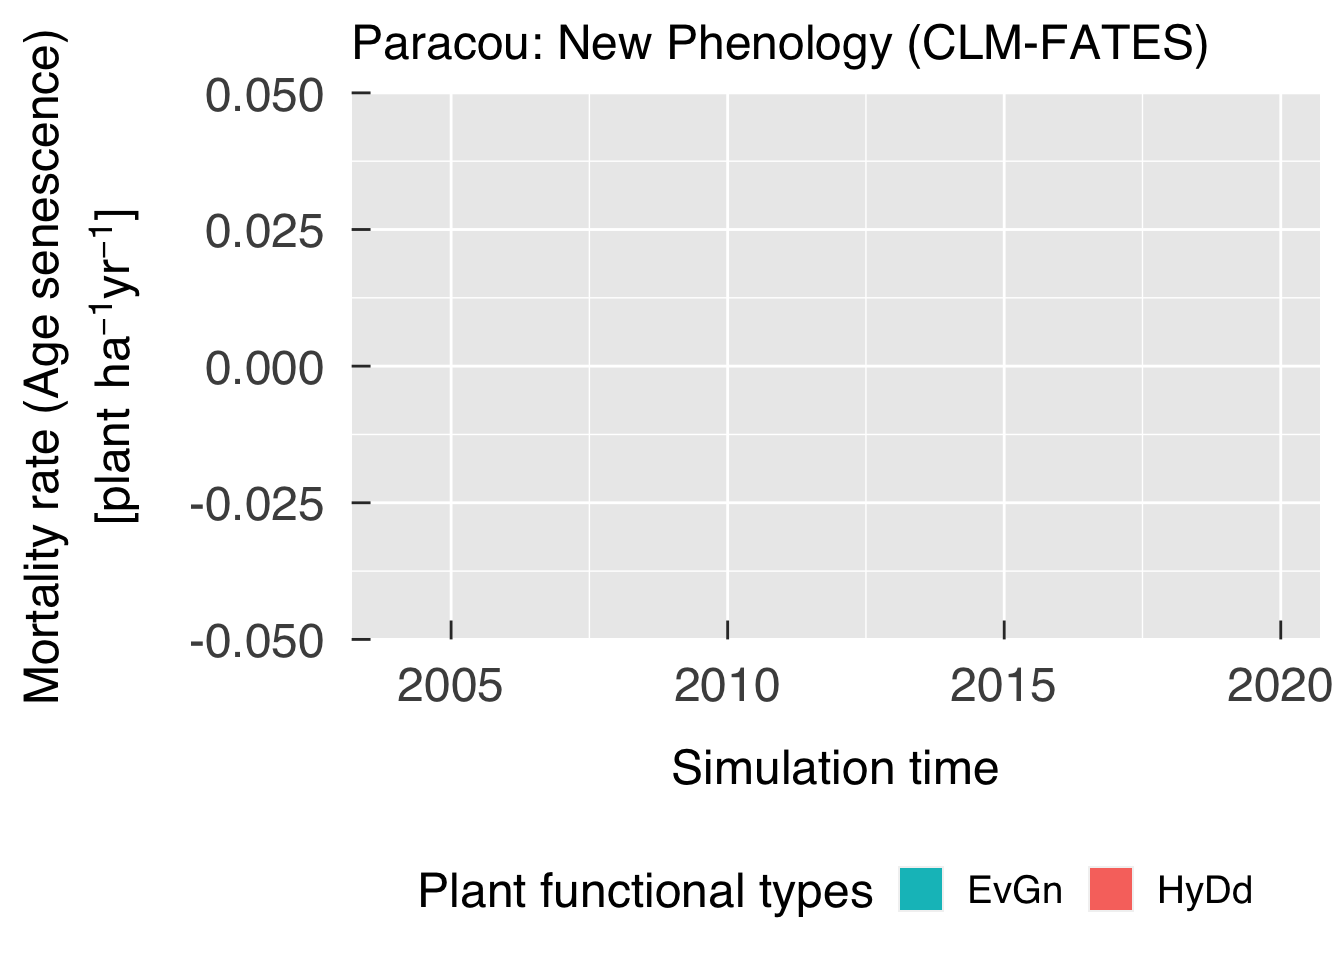 Paracou: New Phenology (CLM-FATES)
Mortality rate (Age senescence)
[plant ha⁻¹yr⁻¹]
0.050
0.025
0.000
-0.025
-0.050
2005 2010 2015 2020
Simulation time
Plant functional types EvGn HyDd